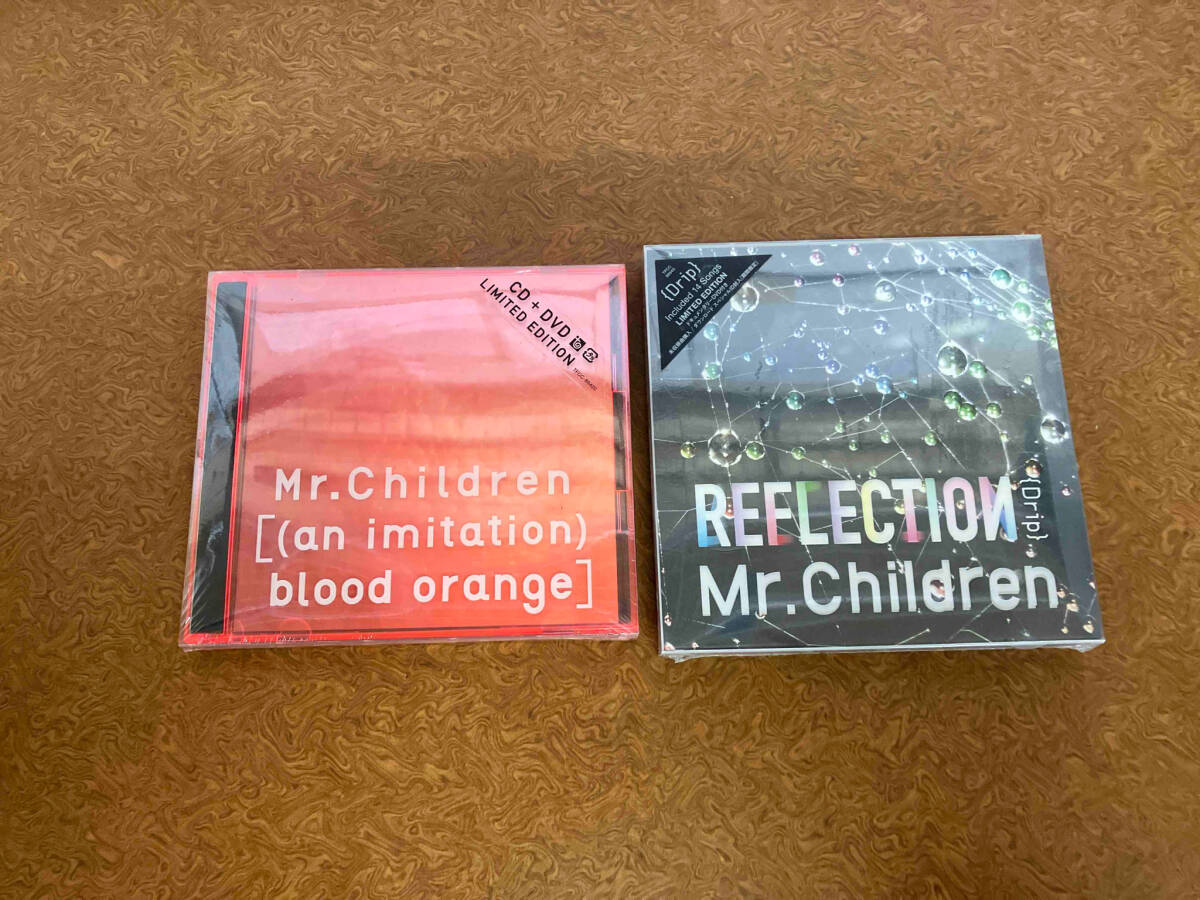 CD + DVD
LIMITED EDITION
Mr.Children
[(an imitation)
blood orange]
{Drip}
Included 14 Songs
LIMITED EDITION
REFLECTION
{Drip}
Mr.Children